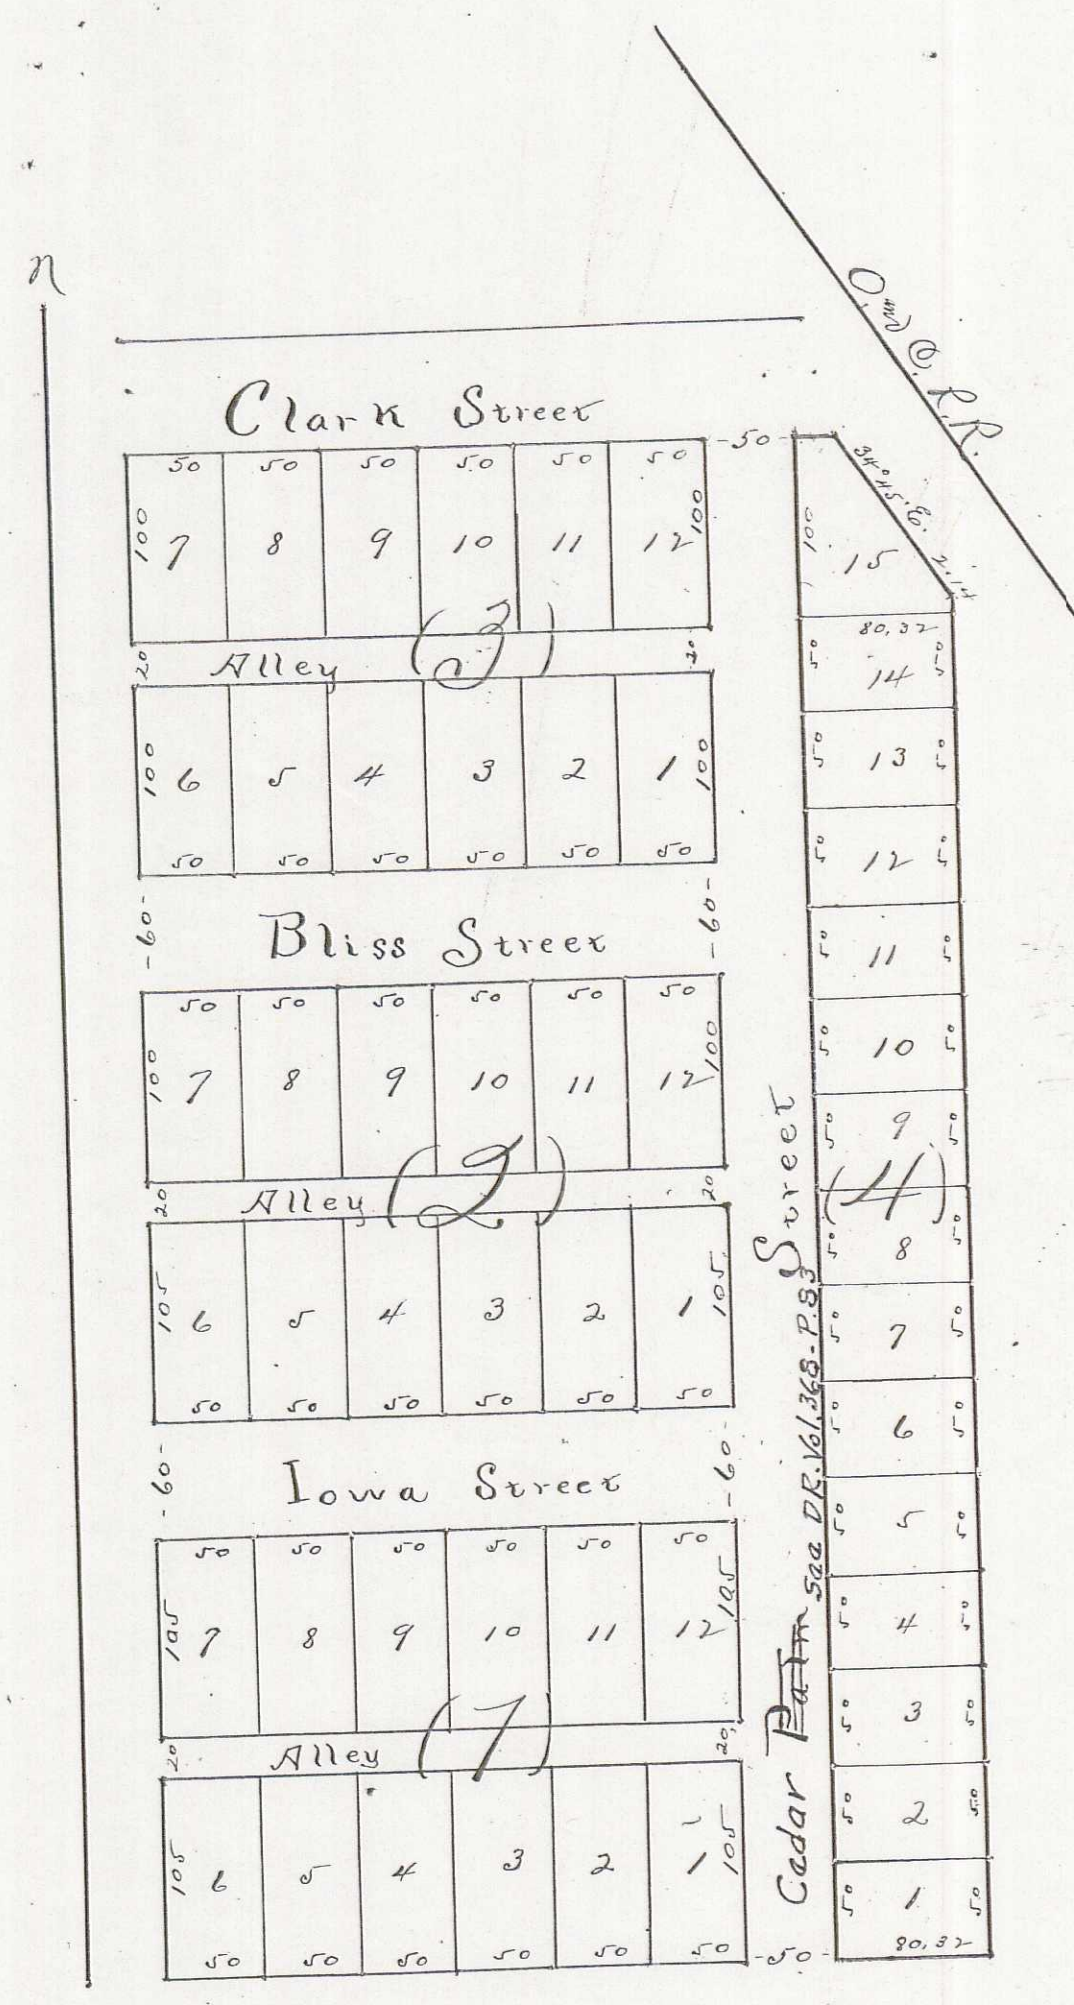 n
O. and C. R.R.
Clark Street
-50-
50 50 50 50 50 50
100 7 8 9 10 11 12 100
20 Alley (3) 20
100 6 5 4 3 2 1 100
50 50 50 50 50 50
-60- Bliss Street -60-
50 50 50 50 50 50
100 7 8 9 10 11 12 100
20 Alley (2) 20
105 6 5 4 3 2 1 105
50 50 50 50 50 50
-60- Iowa Street -60-
50 50 50 50 50 50
105 7 8 9 10 11 12 105
20 Alley (7) 20
105 6 5 4 3 2 1 105
50 50 50 50 50 50
-50-
Cedar Palm Street
See DR. Vol. 368-P. 83
34° 45' E. 2.14
100 15
80,32
50 14 50
50 13 50
50 12 50
50 11 50
50 10 50
50 9 50
(4)
50 8 50
50 7 50
50 6 50
50 5 50
50 4 50
50 3 50
50 2 50
50 1 50
80,32